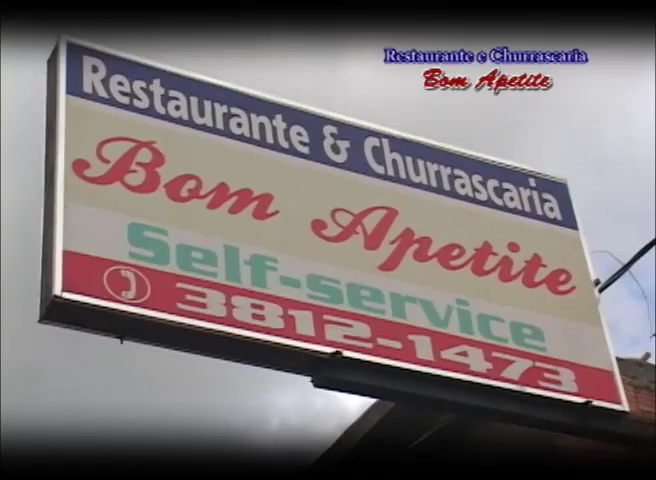 Restaurante e Churrascaria
Bom Apetite
Restaurante & Churrascaria
Bom Apetite
Self-service
3812-1473